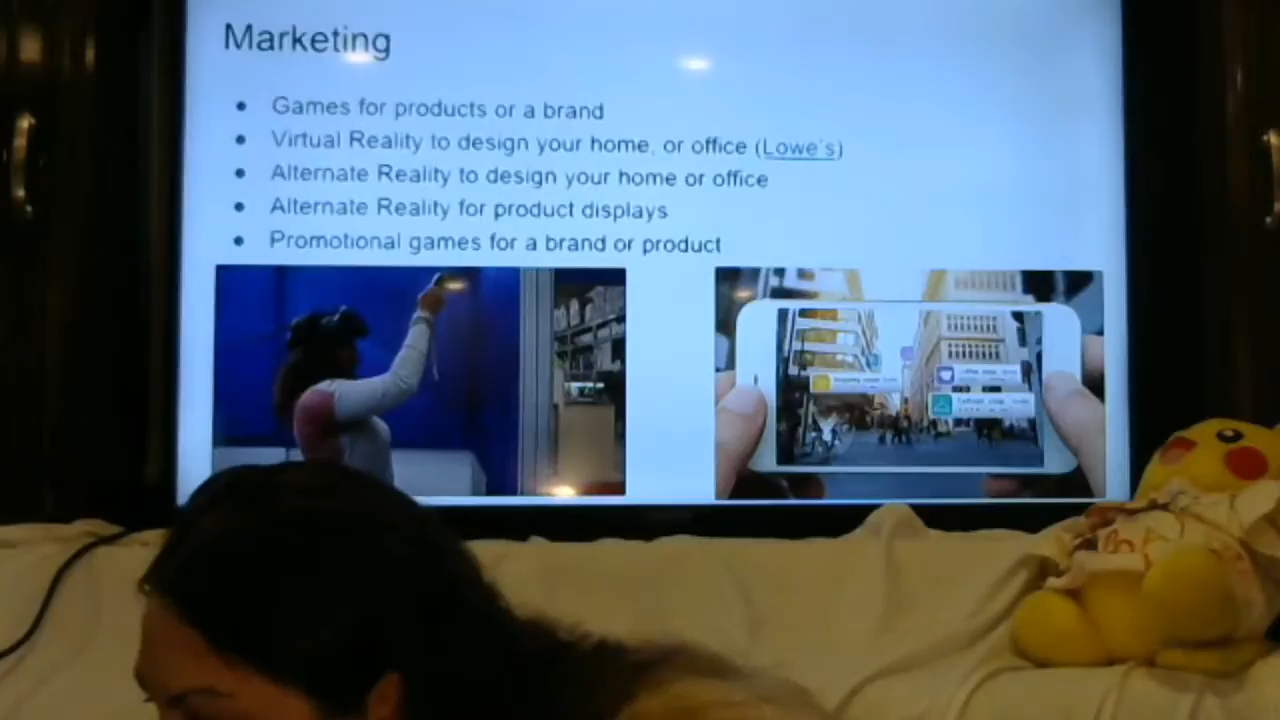 Marketing
● Games for products or a brand
● Virtual Reality to design your home, or office (Lowe's)
● Alternate Reality to design your home or office
● Alternate Reality for product displays
● Promotional games for a brand or product